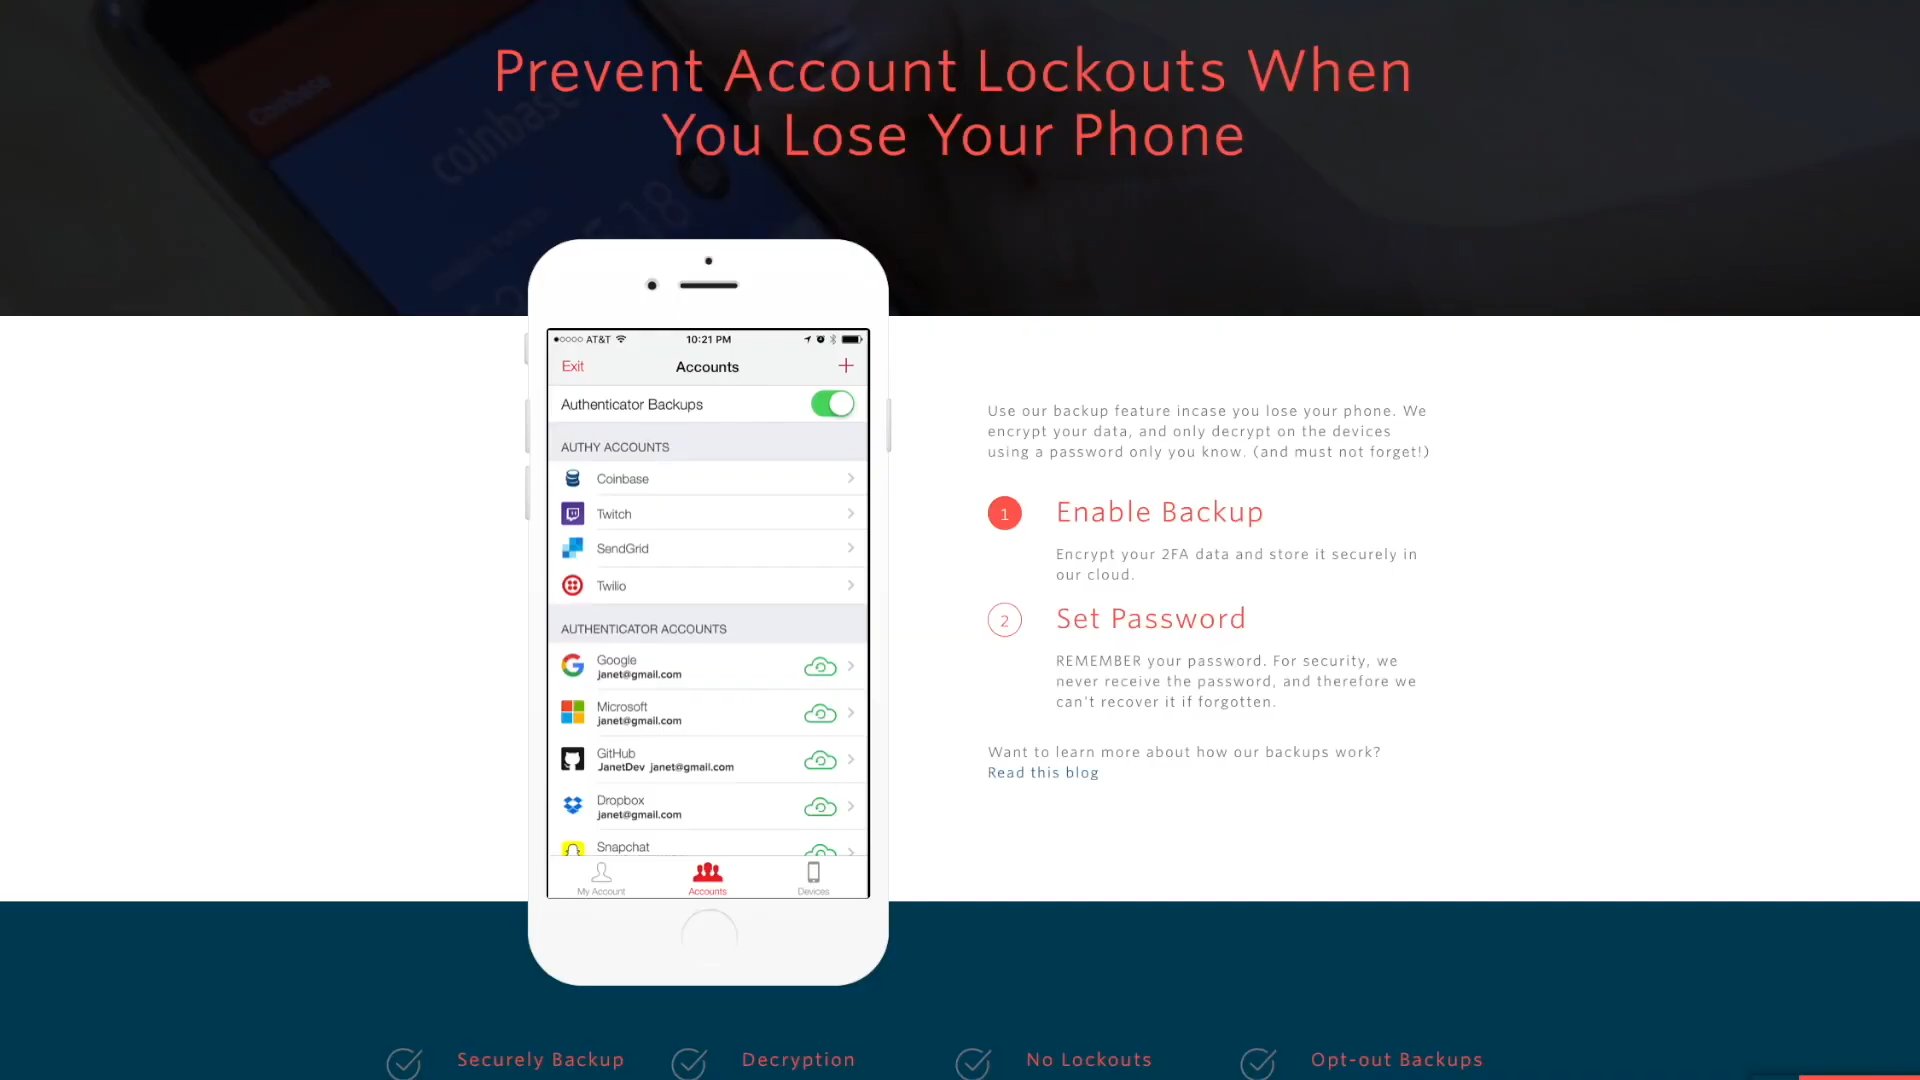 Prevent Account Lockouts When
You Lose Your Phone
Coinbase
coinbase
AT&T 10:21 PM
Exit Accounts
Authenticator Backups
AUTHY ACCOUNTS
Coinbase
Twitch
SendGrid
Twilio
AUTHENTICATOR ACCOUNTS
Google
janet@gmail.com
Microsoft
janet@gmail.com
GitHub
JanetDev janet@gmail.com
Dropbox
janet@gmail.com
Snapchat
My Account Accounts Devices
Use our backup feature incase you lose your phone. We
encrypt your data, and only decrypt on the devices
using a password only you know. (and must not forget!)
1 Enable Backup
Encrypt your 2FA data and store it securely in
our cloud.
2 Set Password
REMEMBER your password. For security, we
never receive the password, and therefore we
can't recover it if forgotten.
Want to learn more about how our backups work?
Read this blog
Securely Backup Decryption No Lockouts Opt-out Backups